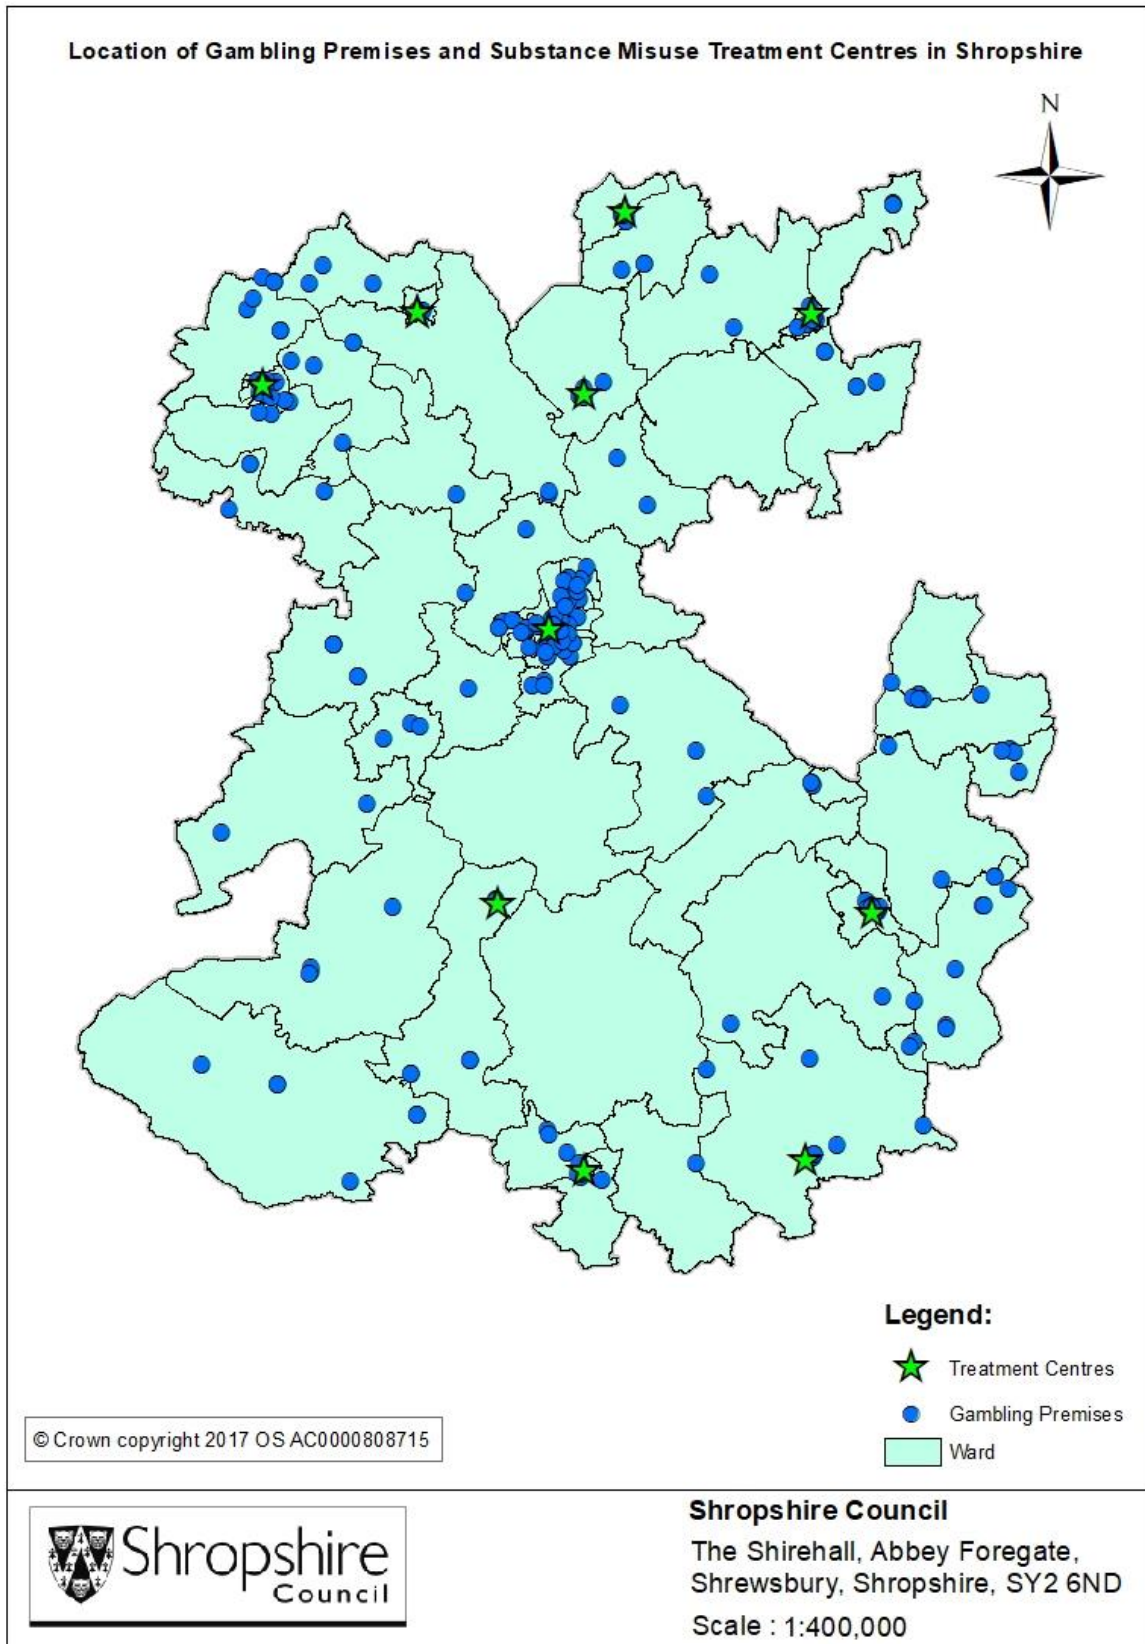 Location of Gambling Premises and Substance Misuse Treatment Centres in Shropshire
N
Legend:
Treatment Centres
Gambling Premises
Ward
© Crown copyright 2017 OS AC0000808715
Shropshire
Council
Shropshire Council
The Shirehall, Abbey Foregate,
Shrewsbury, Shropshire, SY2 6ND
Scale : 1:400,000